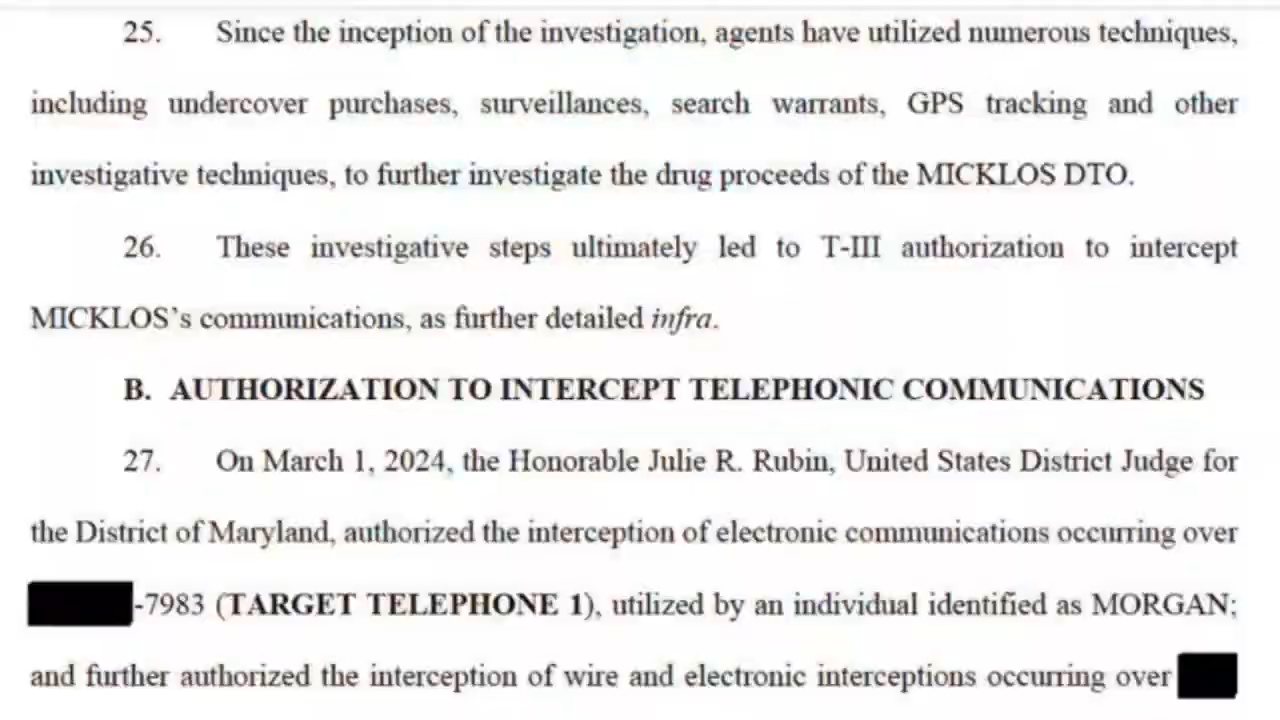 25. Since the inception of the investigation, agents have utilized numerous techniques,
including undercover purchases, surveillances, search warrants, GPS tracking and other
investigative techniques, to further investigate the drug proceeds of the MICKLOS DTO.
26. These investigative steps ultimately led to T-III authorization to intercept
MICKLOS’s communications, as further detailed infra.
B. AUTHORIZATION TO INTERCEPT TELEPHONIC COMMUNICATIONS
27. On March 1, 2024, the Honorable Julie R. Rubin, United States District Judge for
the District of Maryland, authorized the interception of electronic communications occurring over
-7983 (TARGET TELEPHONE 1), utilized by an individual identified as MORGAN;
and further authorized the interception of wire and electronic interceptions occurring over